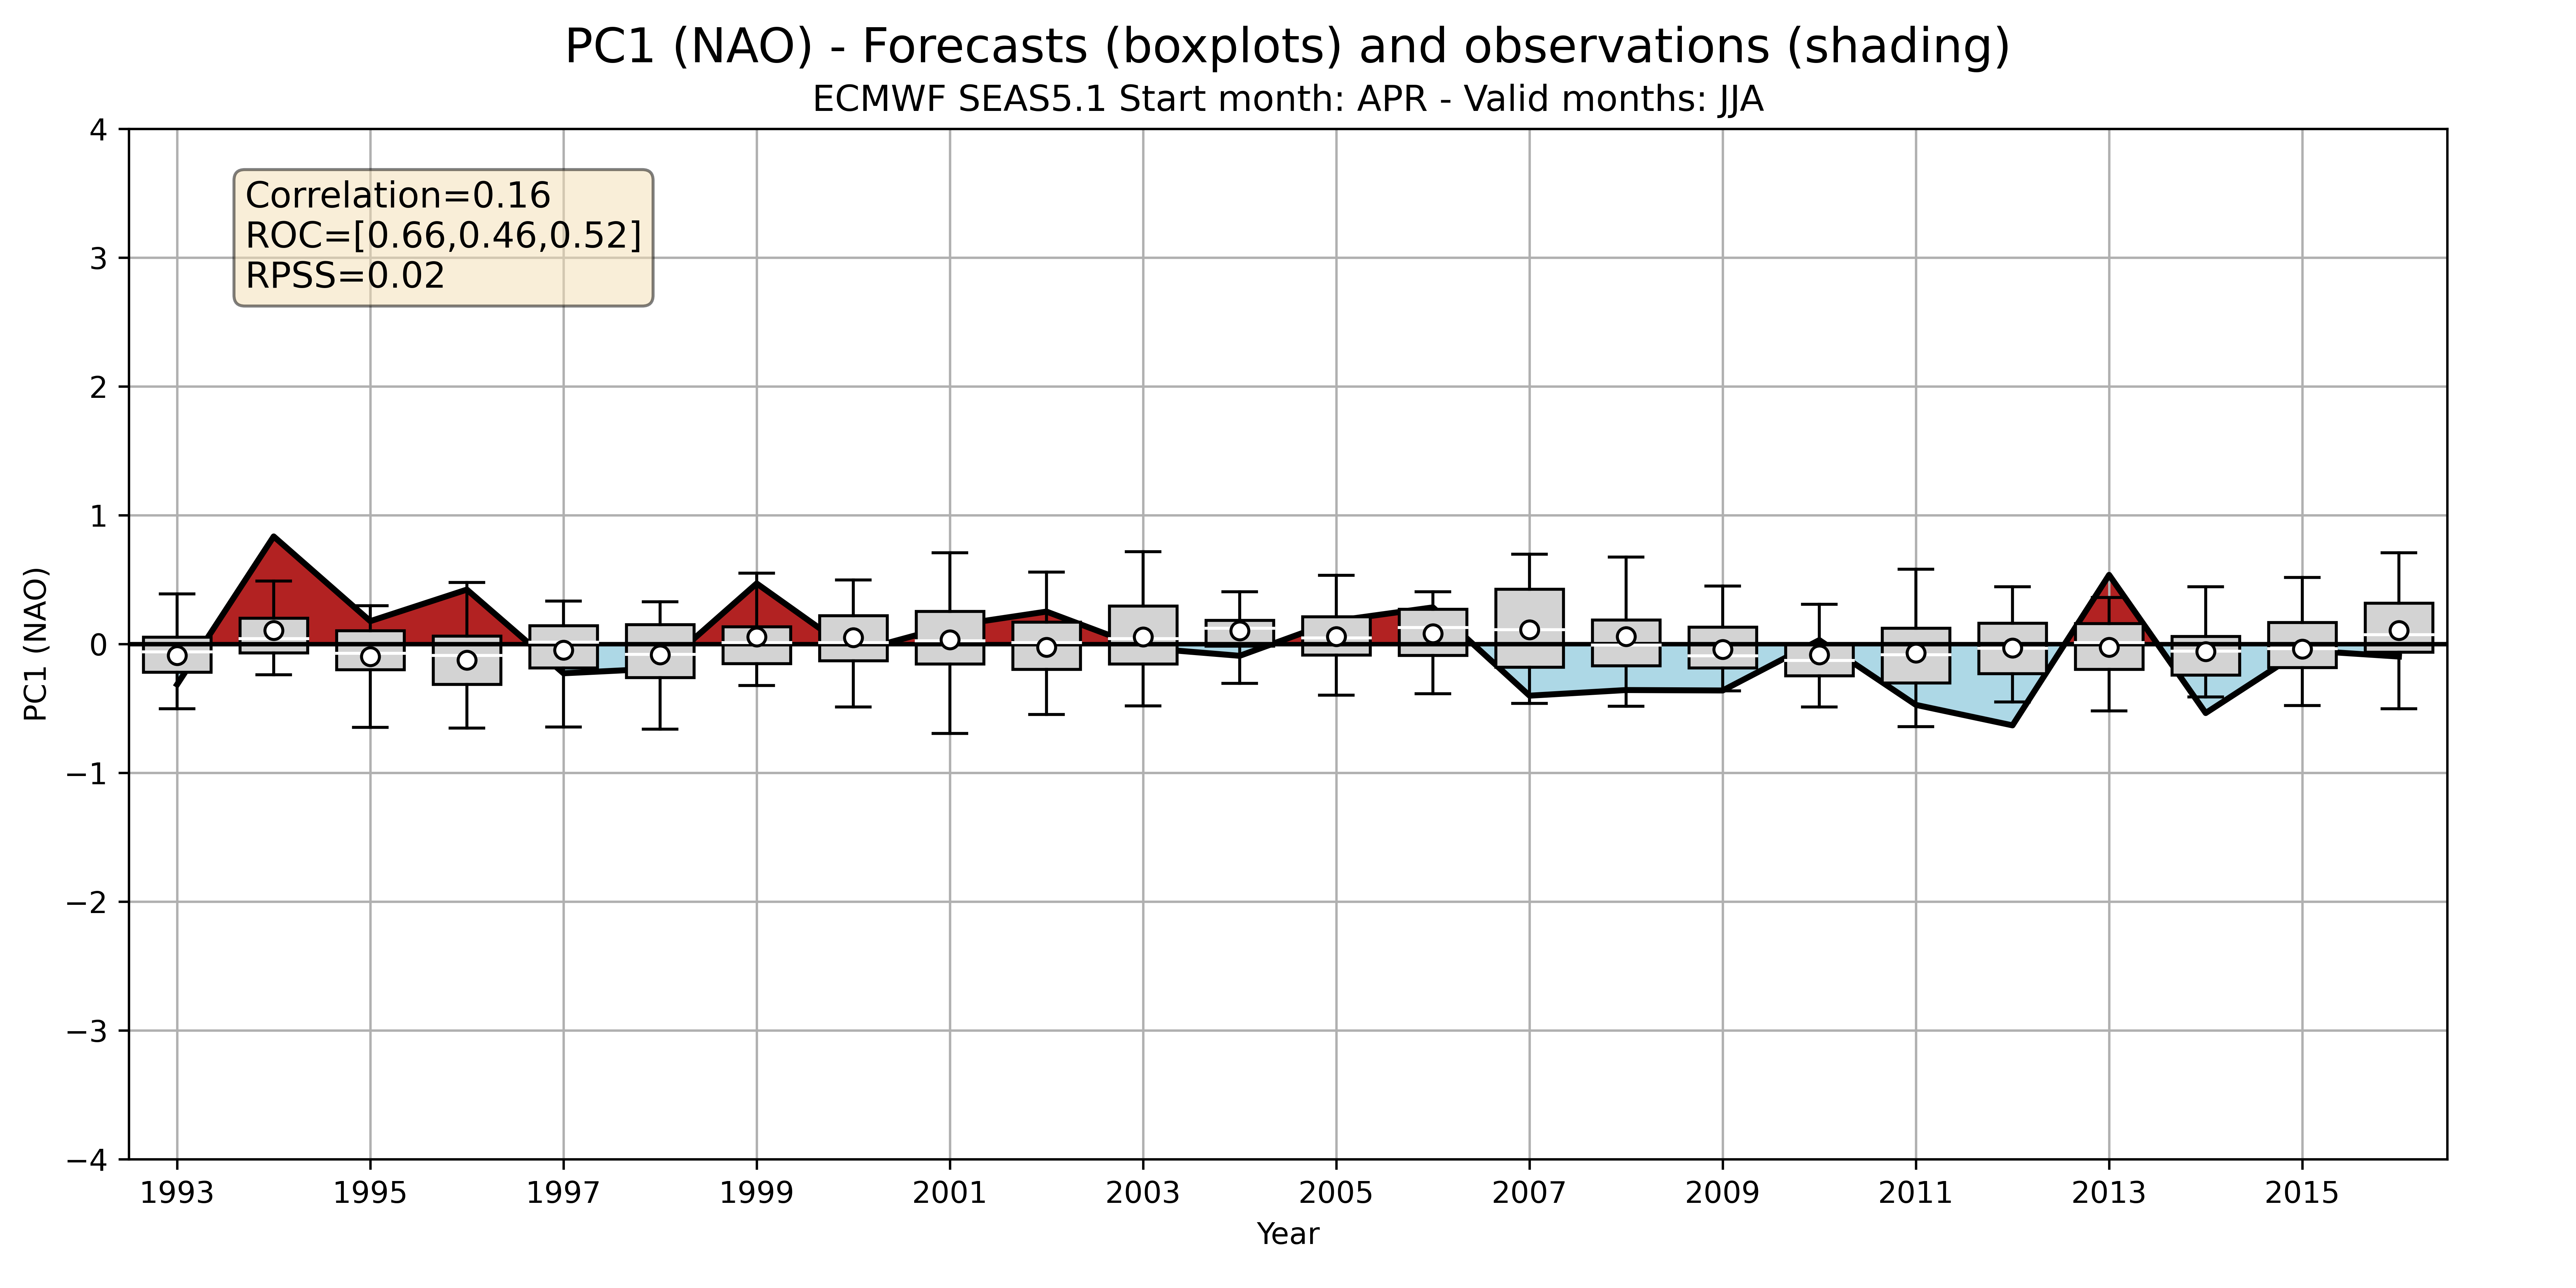 PC1 (NAO) - Forecasts (boxplots) and observations (shading)
ECMWF SEAS5.1 Start month: APR - Valid months: JJA
Correlation=0.16
ROC=[0.66,0.46,0.52]
RPSS=0.02
PC1 (NAO)
4
3
2
1
0
−1
−2
−3
−4
1993 1995 1997 1999 2001 2003 2005 2007 2009 2011 2013 2015
Year